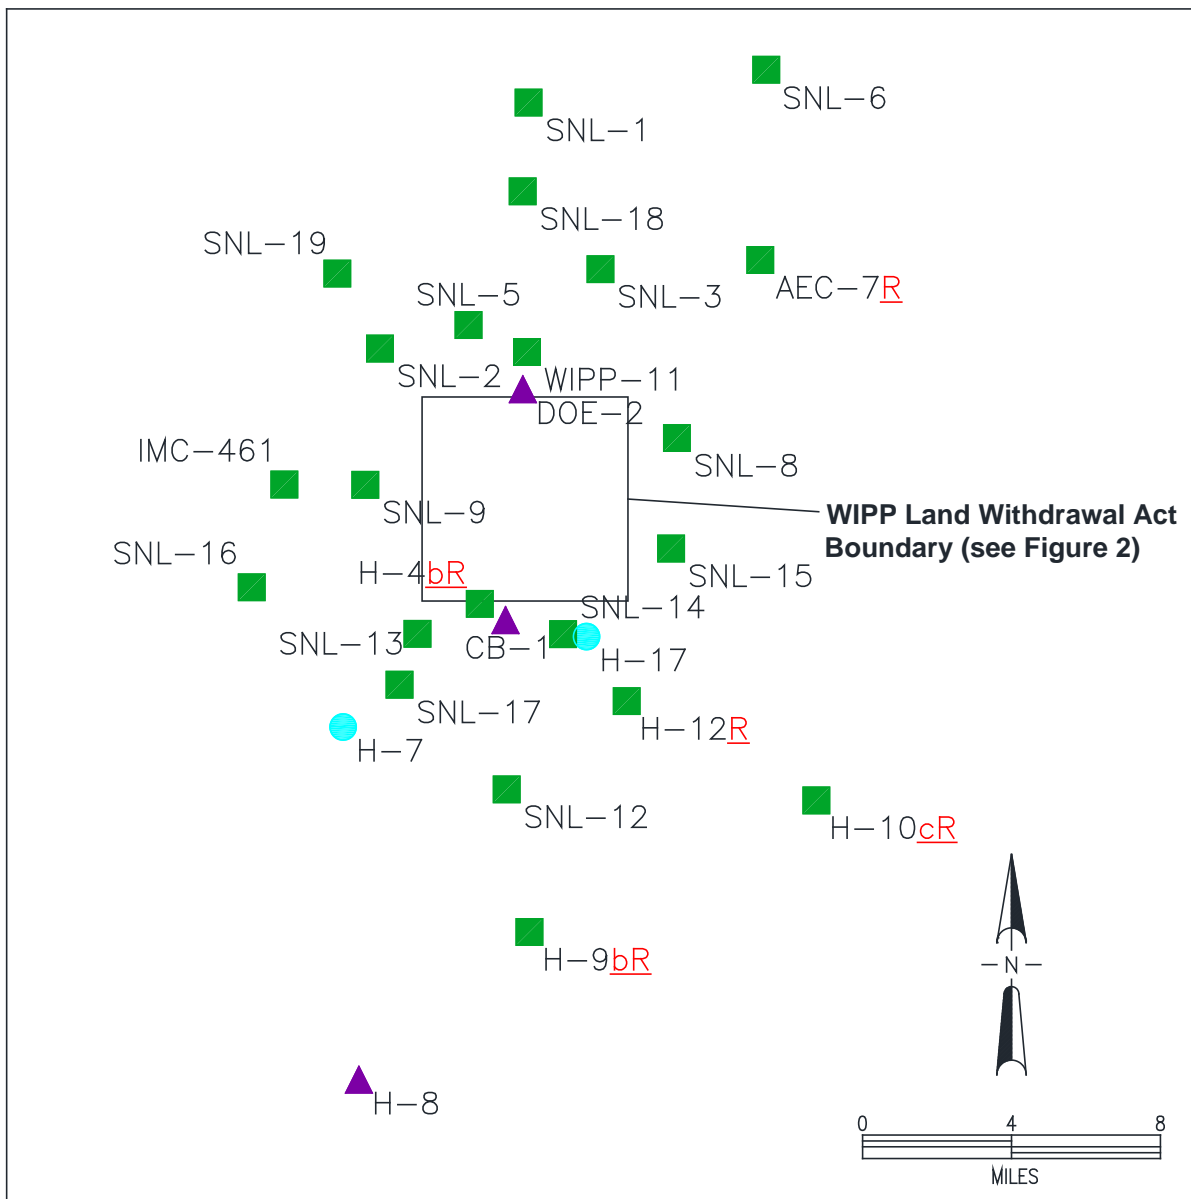 SNL-6
SNL-1
SNL-18
SNL-19
AEC-7R
SNL-3
SNL-5
SNL-2
WIPP-11
DOE-2
IMC-461
SNL-8
SNL-9
WIPP Land Withdrawal Act
Boundary (see Figure 2)
SNL-16
H-4bR
SNL-15
SNL-14
SNL-13
CB-1
H-17
SNL-17
H-12R
H-7
SNL-12
H-10cR
H-9bR
N
H-8
0 4 8
MILES